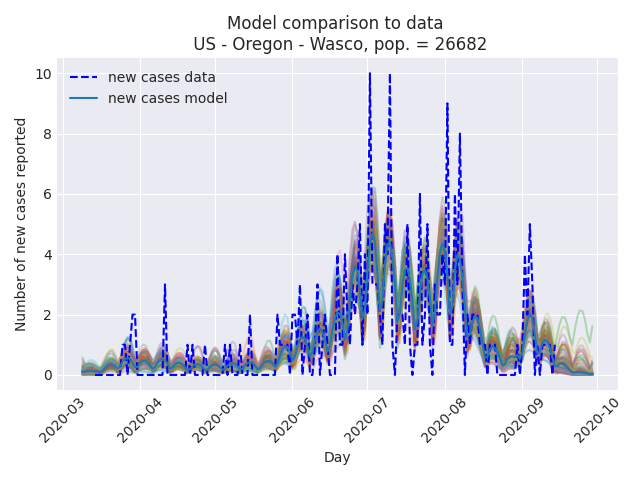 Model comparison to data
US - Oregon - Wasco, pop. = 26682
new cases data
new cases model
Number of new cases reported
10
8
6
4
2
0
2020-03
2020-04
2020-05
2020-06
2020-07
2020-08
2020-09
2020-10
Day